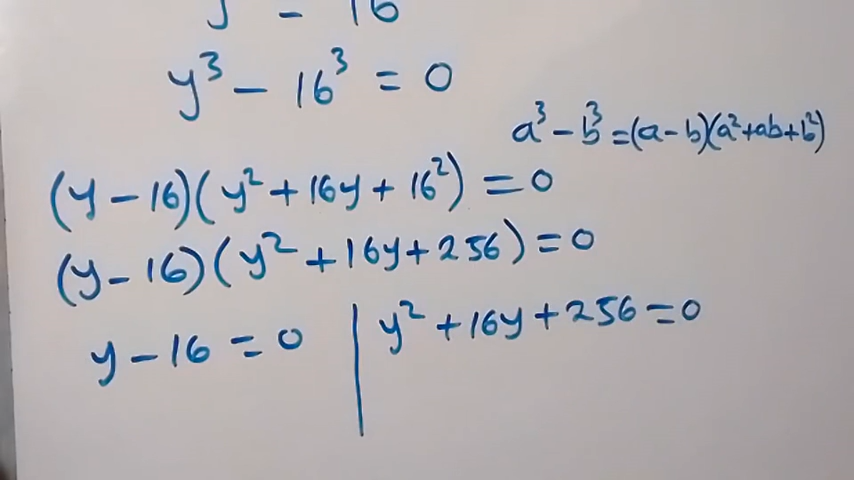 y³ - 16³ = 0
a³ - b³ = (a - b)(a² + ab + b²)
(y - 16)(y² + 16y + 16²) = 0
(y - 16)(y² + 16y + 256) = 0
y - 16 = 0 | y² + 16y + 256 = 0